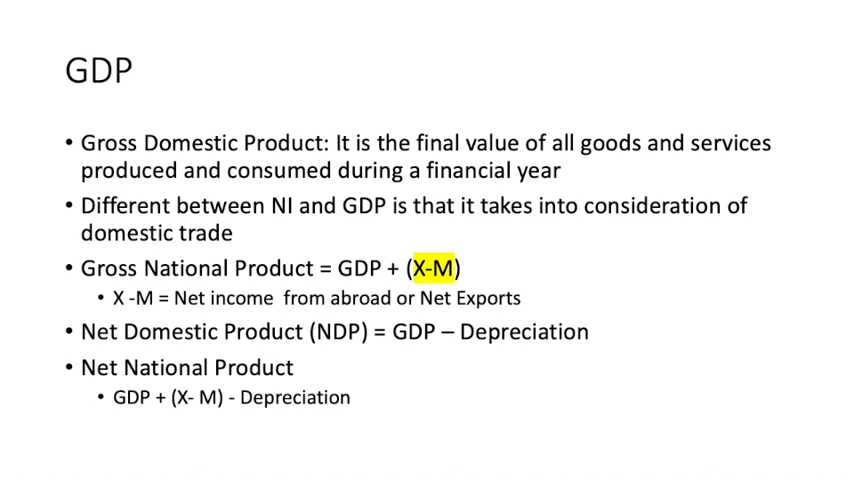 GDP
• Gross Domestic Product: It is the final value of all goods and services
produced and consumed during a financial year
• Different between NI and GDP is that it takes into consideration of
domestic trade
• Gross National Product = GDP + (X-M)
• X -M = Net income from abroad or Net Exports
• Net Domestic Product (NDP) = GDP – Depreciation
• Net National Product
• GDP + (X- M) - Depreciation